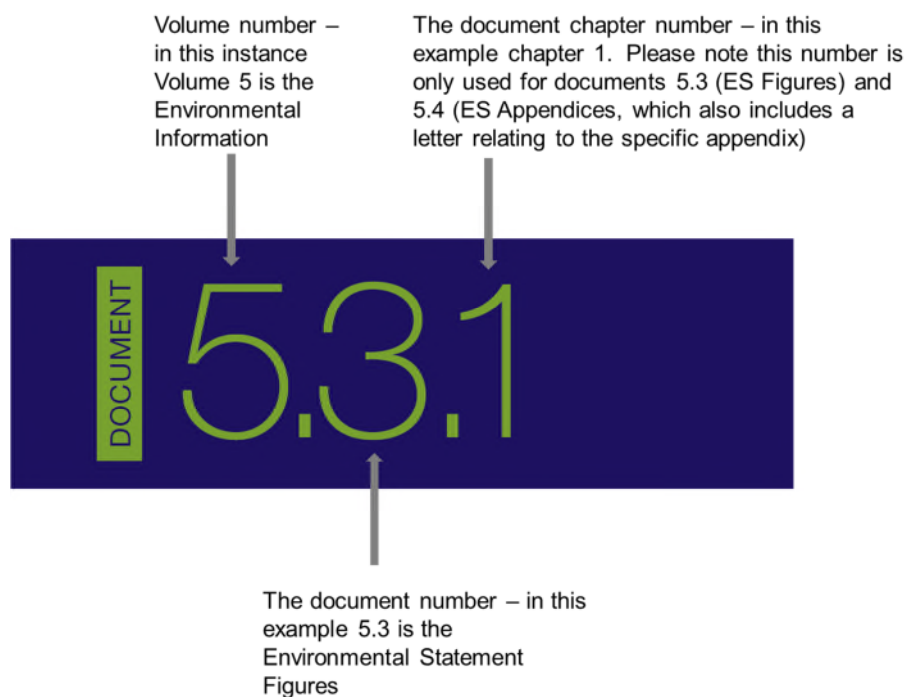 Volume number –
in this instance
Volume 5 is the
Environmental
Information
The document chapter number – in this
example chapter 1. Please note this number is
only used for documents 5.3 (ES Figures) and
5.4 (ES Appendices, which also includes a
letter relating to the specific appendix)
DOCUMENT
5.3.1
The document number – in this
example 5.3 is the
Environmental Statement
Figures